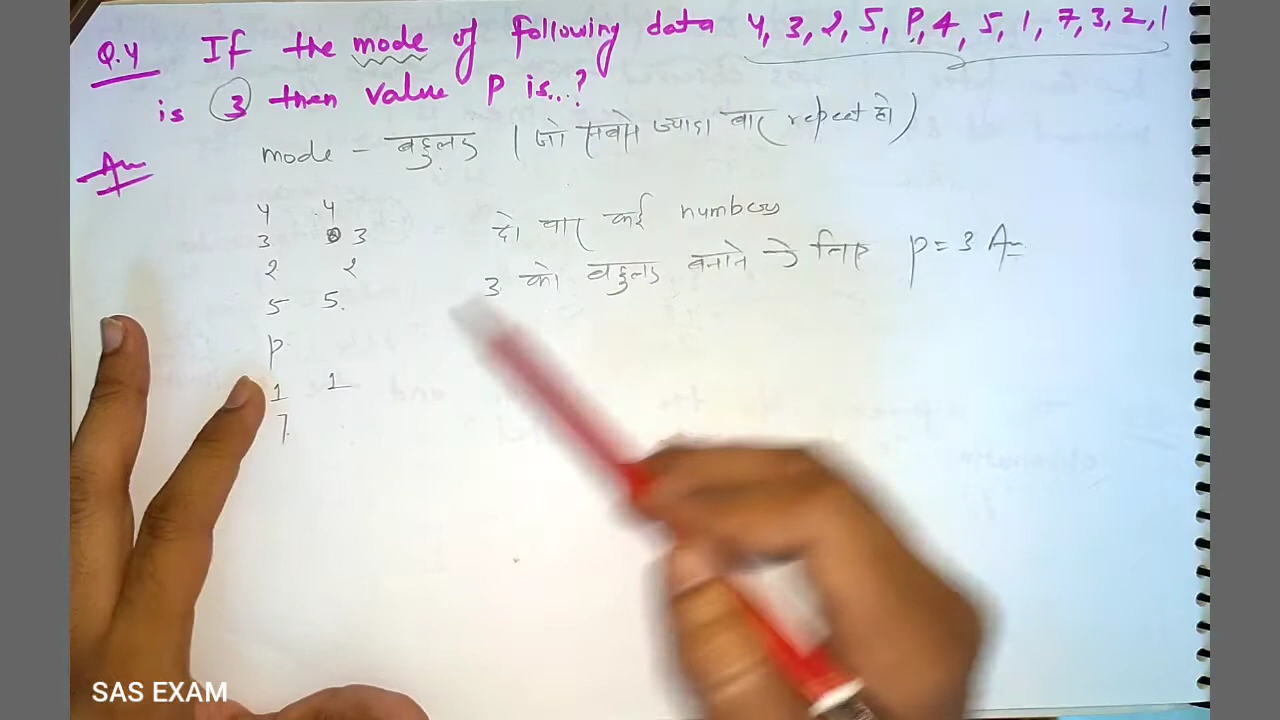 Q.4 If the mode of following data 4, 3, 2, 5, P, 4, 5, 1, 7, 3, 2, 1
is 3 then value P is...?
Ans
mode - बहुलक (जो सबसे ज्यादा बार repeat हो)
4 4
3 3
2 2
5 5.
P
1 1
7.
दो बार कई numbers
3 को बहुलक बनाने के लिए P = 3 Ans
SAS EXAM